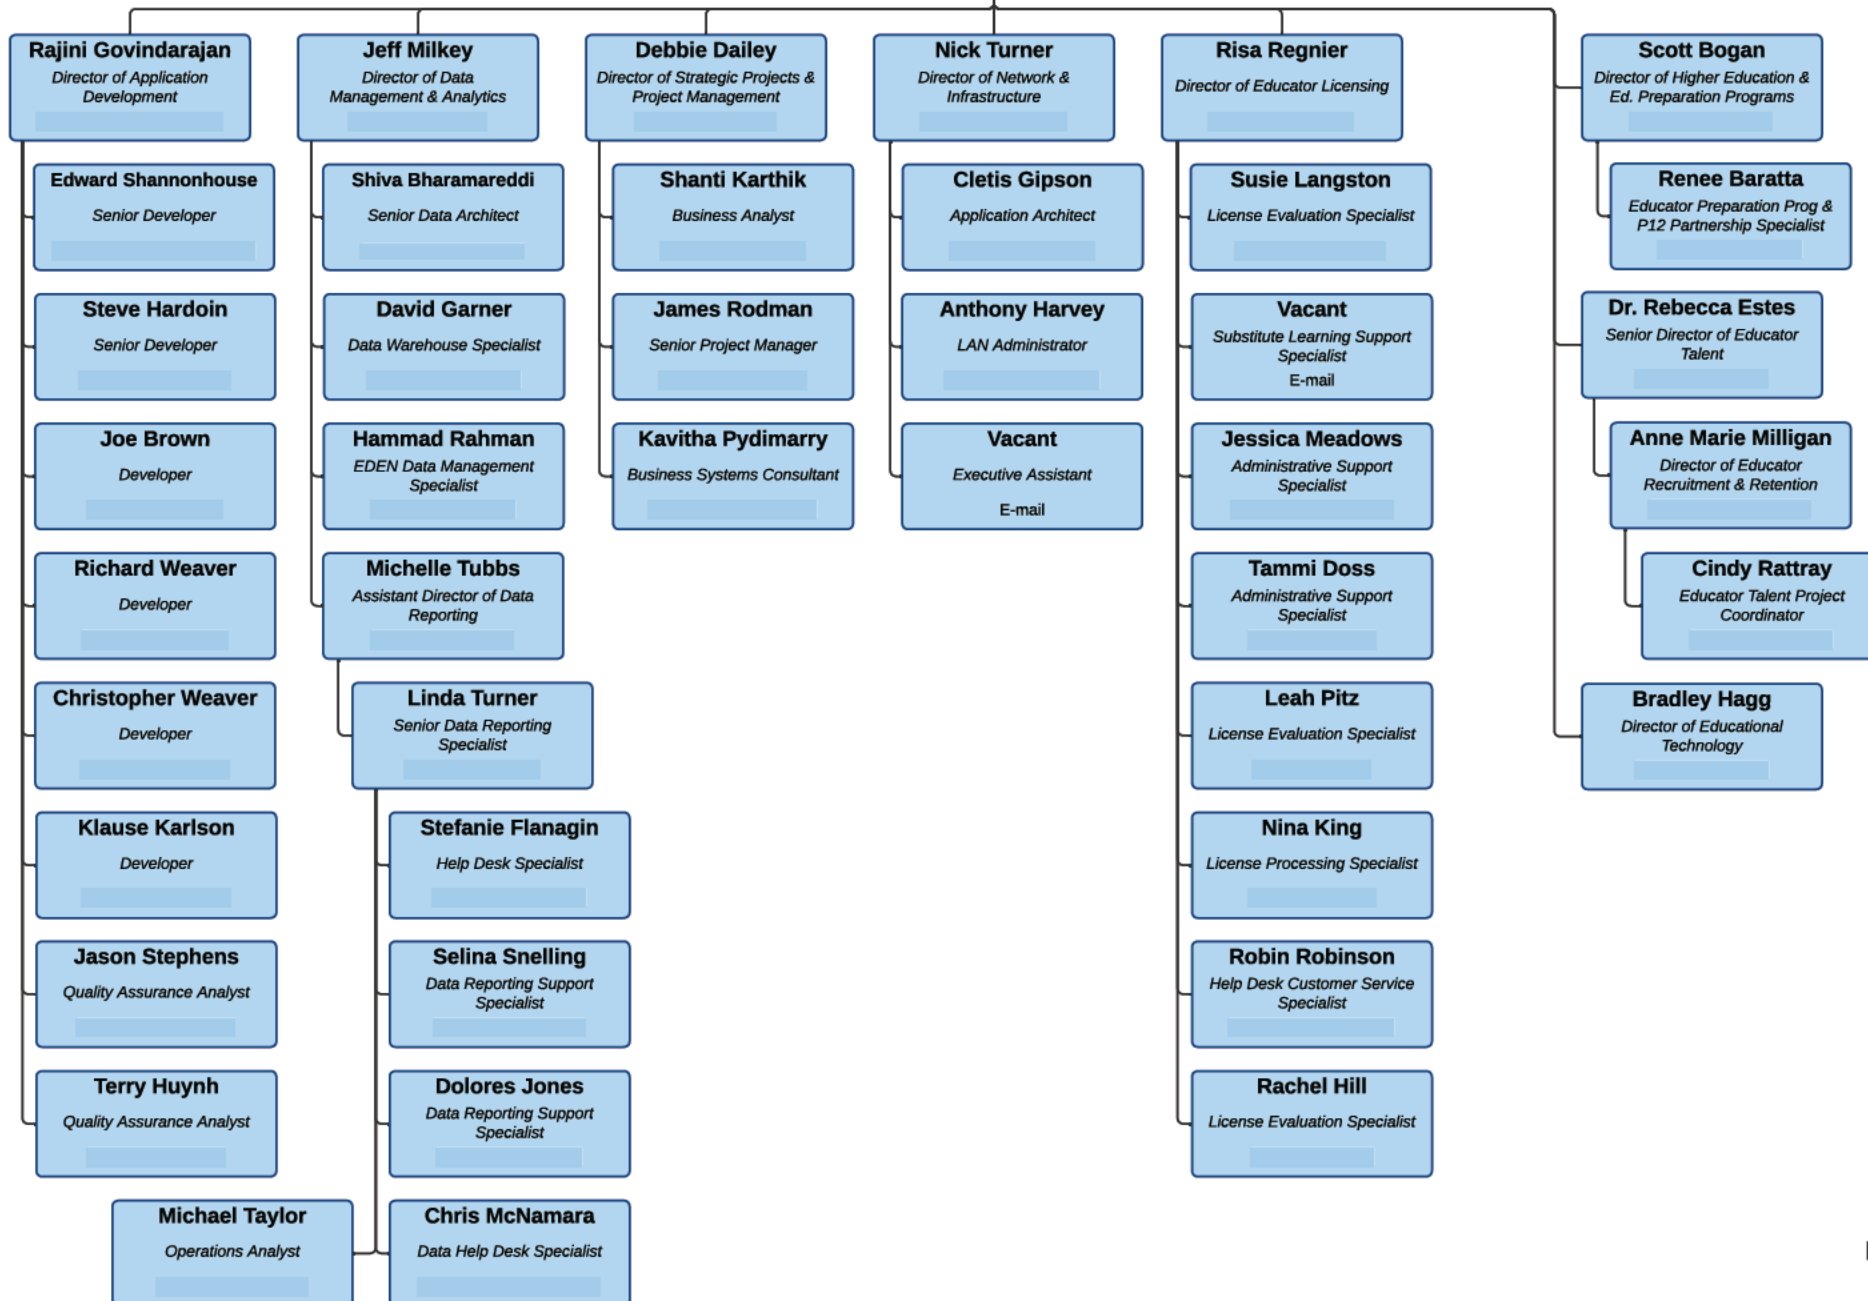 Rajini Govindarajan
Director of Application
Development
Edward Shannonhouse
Senior Developer
Steve Hardoin
Senior Developer
Joe Brown
Developer
Richard Weaver
Developer
Christopher Weaver
Developer
Klause Karlson
Developer
Jason Stephens
Quality Assurance Analyst
Terry Huynh
Quality Assurance Analyst
Jeff Milkey
Director of Data
Management & Analytics
Shiva Bharamareddi
Senior Data Architect
David Garner
Data Warehouse Specialist
Hammad Rahman
EDEN Data Management
Specialist
Michelle Tubbs
Assistant Director of Data
Reporting
Linda Turner
Senior Data Reporting
Specialist
Stefanie Flanagin
Help Desk Specialist
Selina Snelling
Data Reporting Support
Specialist
Dolores Jones
Data Reporting Support
Specialist
Michael Taylor
Operations Analyst
Chris McNamara
Data Help Desk Specialist
Debbie Dailey
Director of Strategic Projects &
Project Management
Shanti Karthik
Business Analyst
James Rodman
Senior Project Manager
Kavitha Pydimarry
Business Systems Consultant
Nick Turner
Director of Network &
Infrastructure
Cletis Gipson
Application Architect
Anthony Harvey
LAN Administrator
Vacant
Executive Assistant
E-mail
Risa Regnier
Director of Educator Licensing
Susie Langston
License Evaluation Specialist
Vacant
Substitute Learning Support
Specialist
E-mail
Jessica Meadows
Administrative Support
Specialist
Tammi Doss
Administrative Support
Specialist
Leah Pitz
License Evaluation Specialist
Nina King
License Processing Specialist
Robin Robinson
Help Desk Customer Service
Specialist
Rachel Hill
License Evaluation Specialist
Scott Bogan
Director of Higher Education &
Ed. Preparation Programs
Renee Baratta
Educator Preparation Prog &
P12 Partnership Specialist
Dr. Rebecca Estes
Senior Director of Educator
Talent
Anne Marie Milligan
Director of Educator
Recruitment & Retention
Cindy Rattray
Educator Talent Project
Coordinator
Bradley Hagg
Director of Educational
Technology